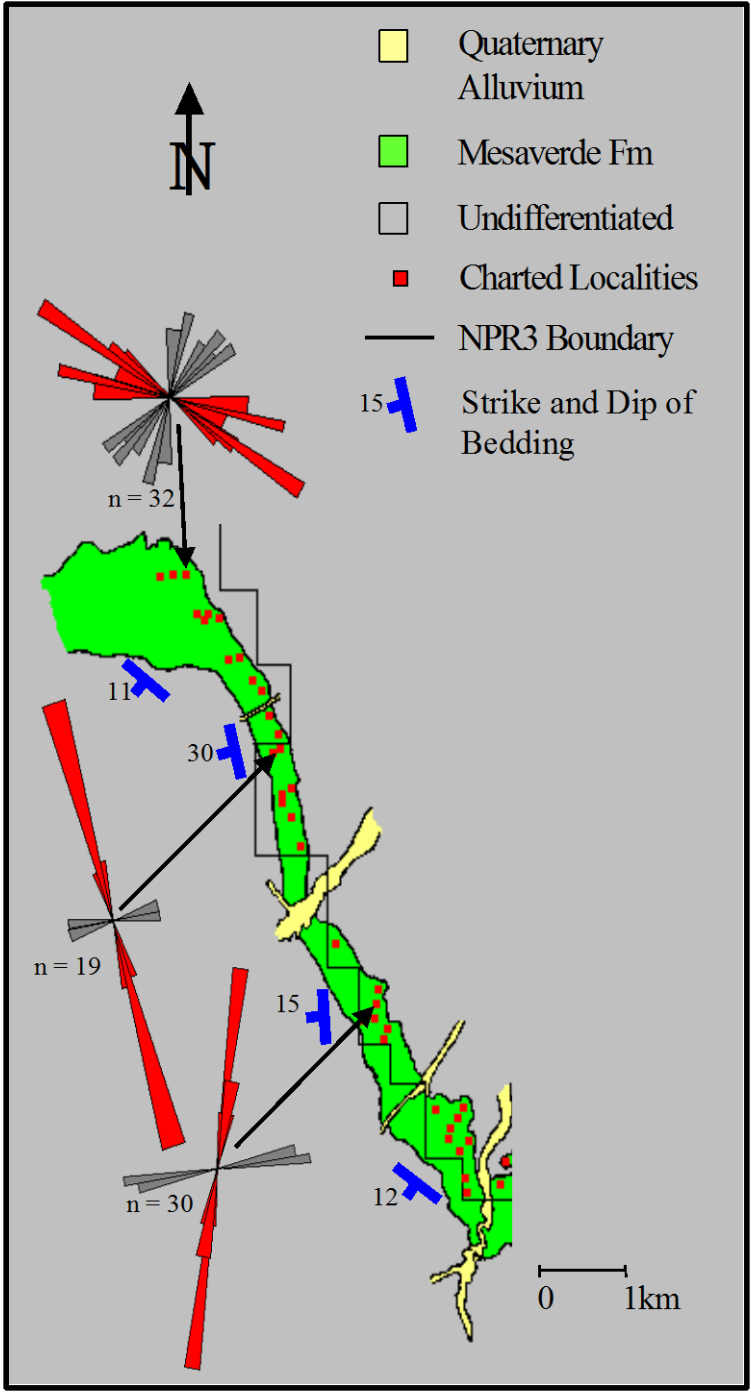 Quaternary
Alluvium
N
Mesaverde Fm
Undifferentiated
Charted Localities
NPR3 Boundary
15
Strike and Dip of
Bedding
n = 32
11
30
n = 19
15
n = 30
12
0 1km